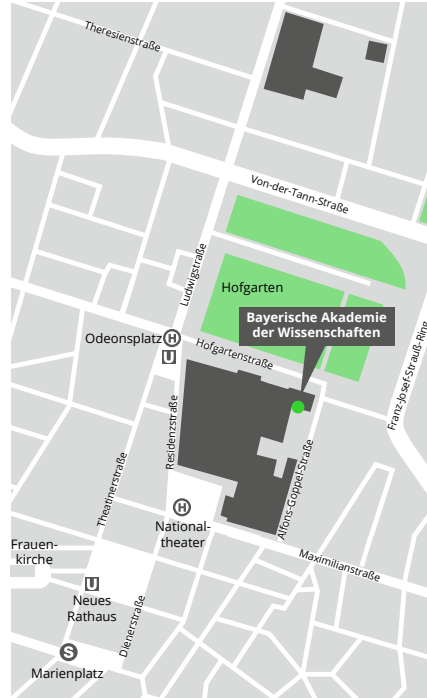 Theresienstraße
Von-der-Tann-Straße
Ludwigstraße
Hofgarten
Bayerische Akademie
der Wissenschaften
Odeonsplatz
H
U
Hofgartenstraße
Franz-Josef-Strauß-Ring
Residenzstraße
Alfons-Goppel-Straße
Theatinerstraße
H
National-
theater
Maximilianstraße
Frauen-
kirche
U
Neues
Rathaus
Dienerstraße
S
Marienplatz